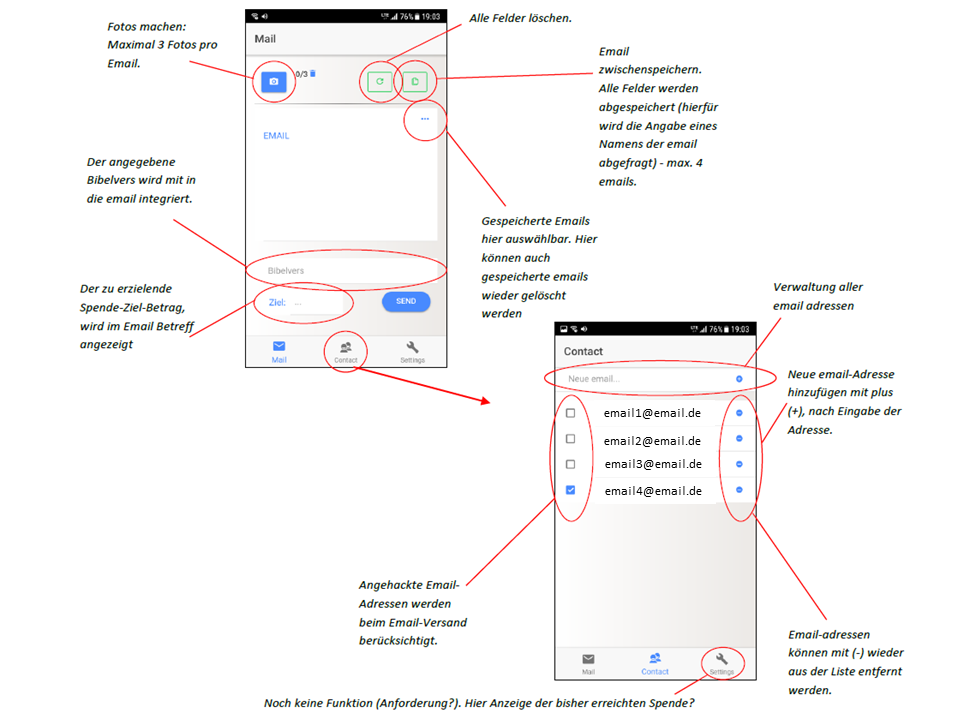 Fotos machen:
Maximal 3 Fotos pro
Email.
Alle Felder löschen.
Email
zwischenspeichern.
Alle Felder werden
abgespeichert (hierfür
wird die Angabe eines
Namens der email
abgefragt) - max. 4
emails.
76% 19:03
Mail
0/3
EMAIL
Der angegebene
Bibelvers wird mit in
die email integriert.
Gespeicherte Emails
hier auswählbar. Hier
können auch
gespeicherte emails
wieder gelöscht
werden
Bibelvers
Der zu erzielende
Spende-Ziel-Betrag,
wird im Email Betreff
angezeigt
Ziel: ...
SEND
Mail Contact Settings
Verwaltung aller
email adressen
76% 19:03
Contact
Neue email...
Neue email-Adresse
hinzufügen mit plus
(+), nach Eingabe der
Adresse.
email1@email.de
email2@email.de
email3@email.de
email4@email.de
Angehackte Email-
Adressen werden
beim Email-Versand
berücksichtigt.
Email-adressen
können mit (-) wieder
aus der Liste entfernt
werden.
Mail Contact Settings
Noch keine Funktion (Anforderung?). Hier Anzeige der bisher erreichten Spende?